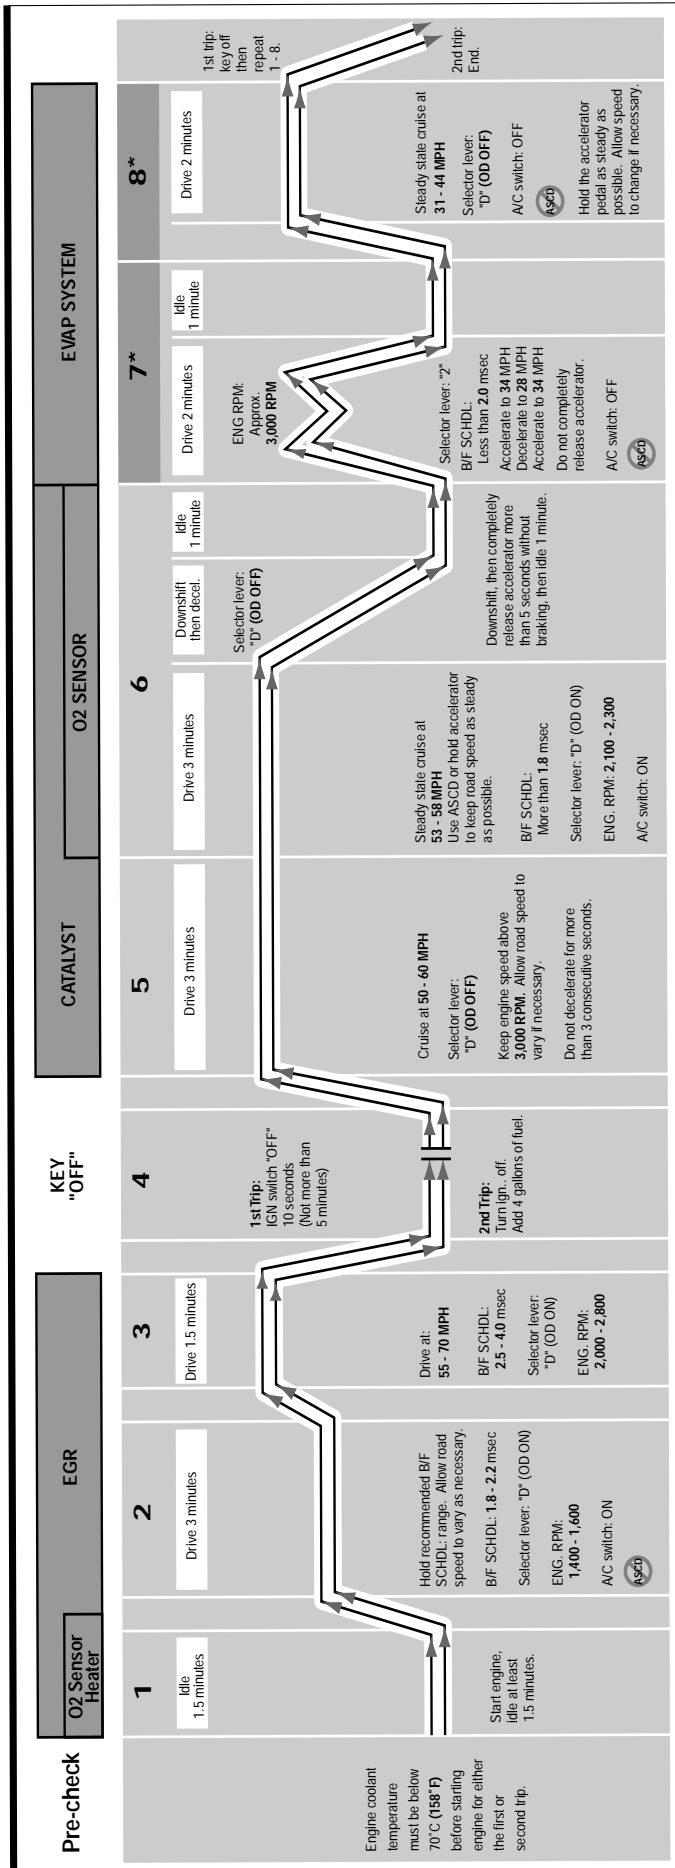 Pre-check
Engine coolant
temperature
must be below
70°C (158°F)
before starting
engine for either
the first or
second trip.
EGR
O2 Sensor
Heater
1
Idle
1.5 minutes
Start engine,
idle at least
1.5 minutes.
2
Drive 3 minutes
Hold recommended B/F
SCHDL: range. Allow road
speed to vary as necessary.
B/F SCHDL: 1.8 - 2.2 msec
Selector lever: "D" (OD ON)
ENG. RPM:
1,400 - 1,600
A/C switch: ON
ASCD
3
Drive 1.5 minutes
Drive at:
55 - 70 MPH
B/F SCHDL:
2.5 - 4.0 msec
Selector lever:
"D" (OD ON)
ENG. RPM:
2,000 - 2,800
KEY
"OFF"
4
1st Trip:
IGN switch "OFF"
10 seconds
(Not more than
5 minutes)
2nd Trip:
Turn ign.. off.
Add 4 gallons of fuel.
CATALYST
5
Drive 3 minutes
Cruise at 50 - 60 MPH
Selector lever:
"D" (OD OFF)
Keep engine speed above
3,000 RPM. Allow road speed to
vary if necessary.
Do not decelerate for more
than 3 consecutive seconds.
O2 SENSOR
6
Drive 3 minutes
Steady state cruise at
53 - 58 MPH
Use ASCD or hold accelerator
to keep road speed as steady
as possible.
B/F SCHDL:
More than 1.8 msec
Selector lever: "D" (OD ON)
ENG. RPM: 2,100 - 2,300
A/C switch: ON
Downshift
then decel.
Selector lever:
"D" (OD OFF)
Idle
1 minute
Downshift, then completely
release accelerator more
than 5 seconds without
braking, then idle 1 minute.
EVAP SYSTEM
7*
Drive 2 minutes
ENG RPM:
Approx.
3,000 RPM
Selector lever: "2"
B/F SCHDL:
Less than 2.0 msec
Accelerate to 34 MPH
Decelerate to 28 MPH
Accelerate to 34 MPH
Do not completely
release accelerator.
A/C switch: OFF
ASCD
Idle
1 minute
8*
Drive 2 minutes
Steady state cruise at
31 - 44 MPH
Selector lever:
"D" (OD OFF)
A/C switch: OFF
ASCD
Hold the accelerator
pedal as steady as
possible. Allow speed
to change if necessary.
1st trip:
key off
then
repeat
1 - 8.
2nd trip:
End.